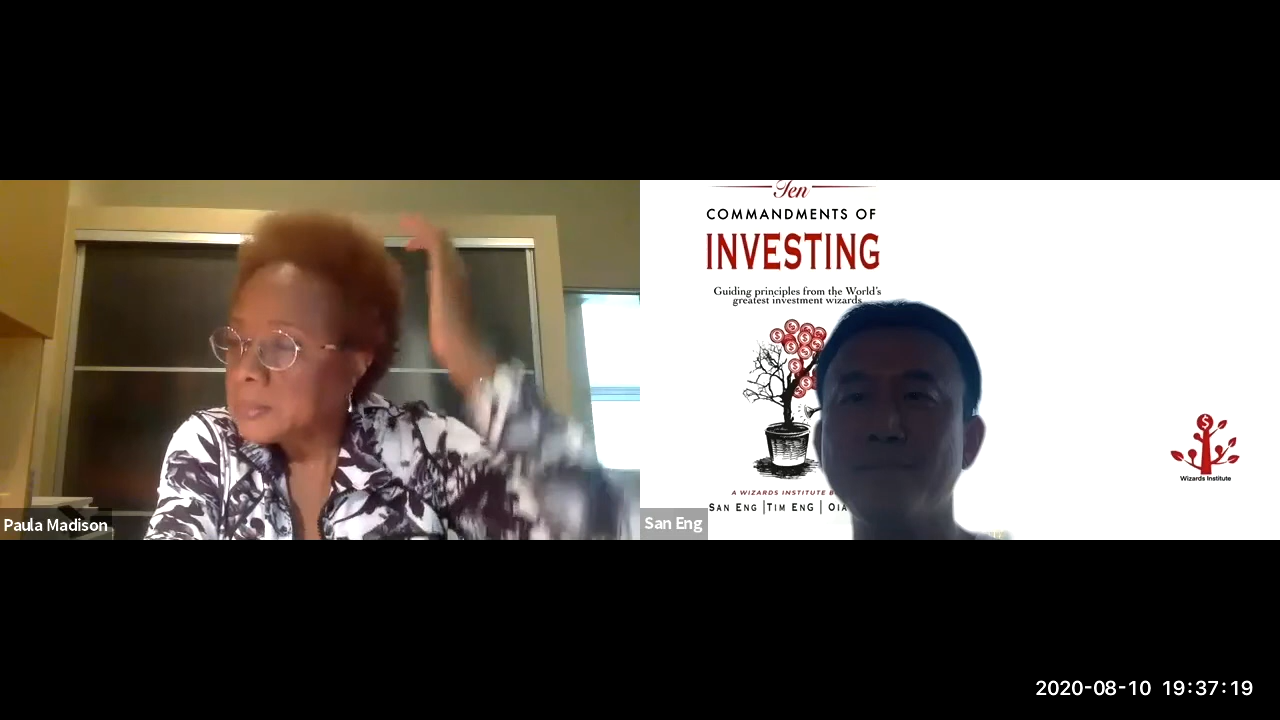 Ten
COMMANDMENTS OF
INVESTING
Guiding principles from the World's
greatest investment wizards
A WIZARDS INSTITUTE
SAN ENG | TIM ENG |
Wizards Institute
Paula Madison
San Eng
2020-08-10 19:37:19